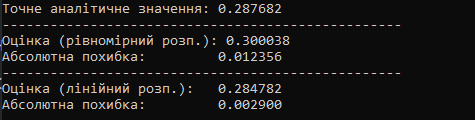 Точне аналітичне значення: 0.287682
--------------------------------------------------
Оцінка (рівномірний розп.): 0.300038
Абсолютна похибка:         0.012356
--------------------------------------------------
Оцінка (лінійний розп.):   0.284782
Абсолютна похибка:         0.002900